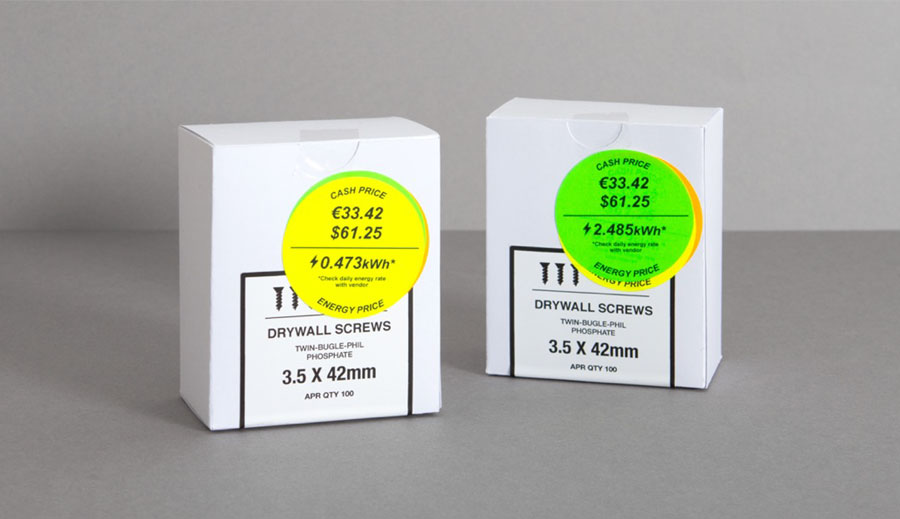 CASH PRICE
€33.42
$61.25
0.473kWh*
*Check daily energy rate
with vendor
ENERGY PRICE
DRYWALL SCREWS
TWIN-BUGLE-PHIL
PHOSPHATE
3.5 X 42mm
APR QTY 100
CASH PRICE
€33.42
$61.25
2.485kWh*
*Check daily energy rate
with vendor
ENERGY PRICE
ENERGY PRICE
DRYWALL SCREWS
TWIN-BUGLE-PHIL
PHOSPHATE
3.5 X 42mm
APR QTY 100